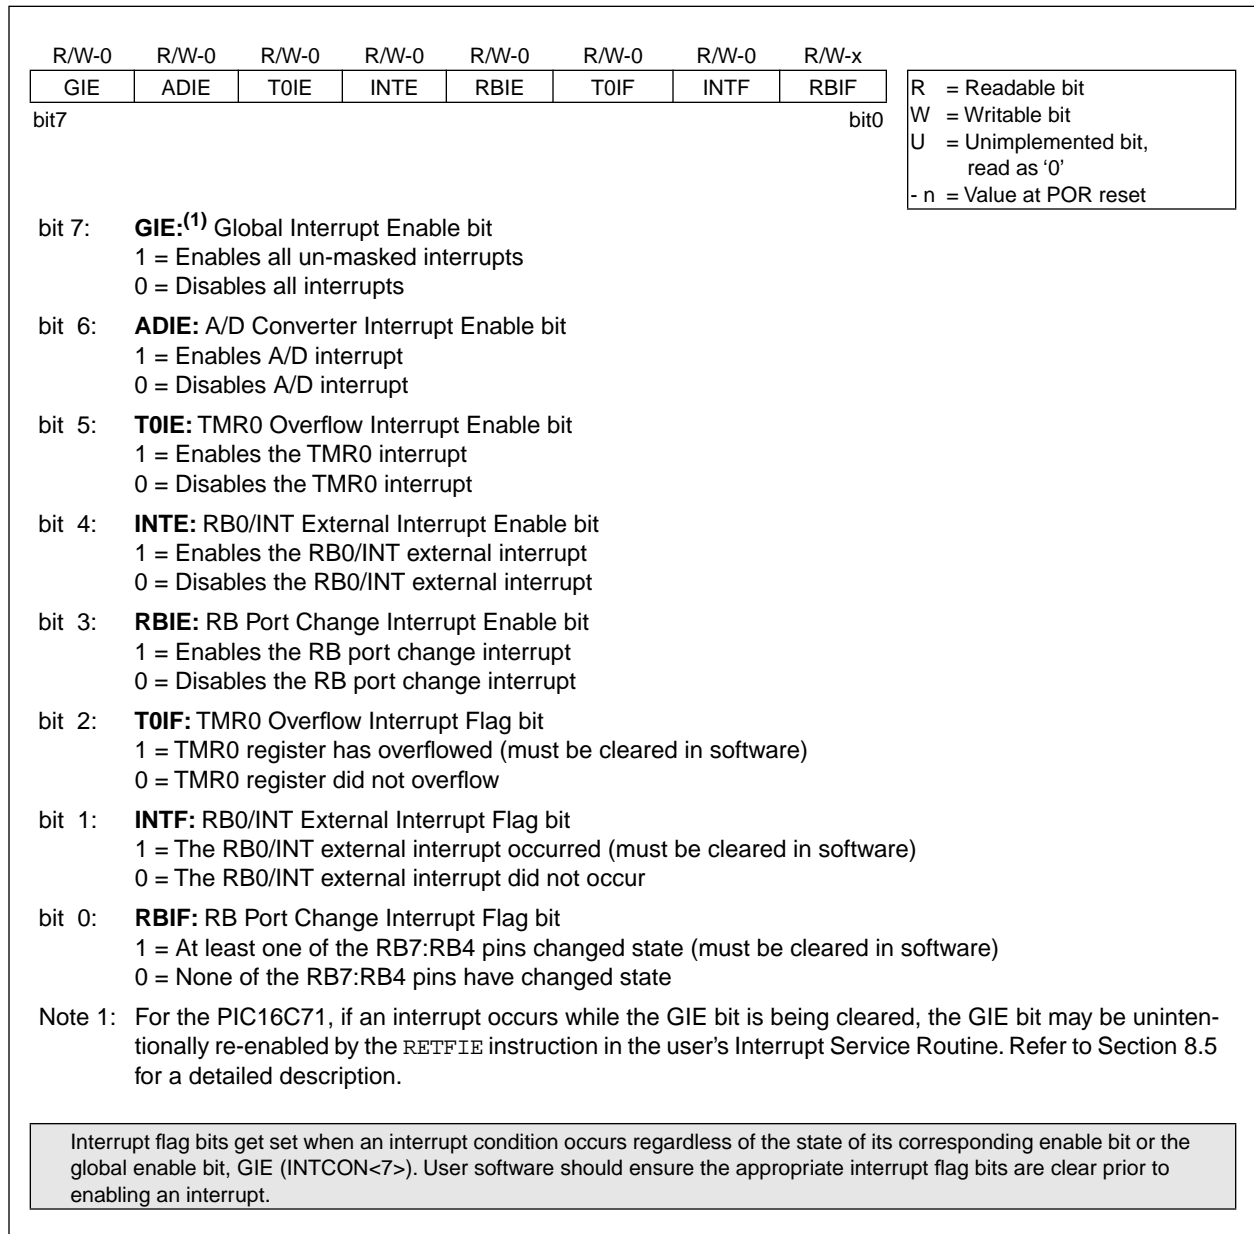 R/W-0 R/W-0 R/W-0 R/W-0 R/W-0 R/W-0 R/W-0 R/W-x
GIE ADIE T0IE INTE RBIE T0IF INTF RBIF
bit7 bit0
R = Readable bit
W = Writable bit
U = Unimplemented bit,
read as ‘0’
- n = Value at POR reset
bit 7: GIE:(1) Global Interrupt Enable bit
1 = Enables all un-masked interrupts
0 = Disables all interrupts
bit 6: ADIE: A/D Converter Interrupt Enable bit
1 = Enables A/D interrupt
0 = Disables A/D interrupt
bit 5: T0IE: TMR0 Overflow Interrupt Enable bit
1 = Enables the TMR0 interrupt
0 = Disables the TMR0 interrupt
bit 4: INTE: RB0/INT External Interrupt Enable bit
1 = Enables the RB0/INT external interrupt
0 = Disables the RB0/INT external interrupt
bit 3: RBIE: RB Port Change Interrupt Enable bit
1 = Enables the RB port change interrupt
0 = Disables the RB port change interrupt
bit 2: T0IF: TMR0 Overflow Interrupt Flag bit
1 = TMR0 register has overflowed (must be cleared in software)
0 = TMR0 register did not overflow
bit 1: INTF: RB0/INT External Interrupt Flag bit
1 = The RB0/INT external interrupt occurred (must be cleared in software)
0 = The RB0/INT external interrupt did not occur
bit 0: RBIF: RB Port Change Interrupt Flag bit
1 = At least one of the RB7:RB4 pins changed state (must be cleared in software)
0 = None of the RB7:RB4 pins have changed state
Note 1: For the PIC16C71, if an interrupt occurs while the GIE bit is being cleared, the GIE bit may be uninten-
tionally re-enabled by the RETFIE instruction in the user’s Interrupt Service Routine. Refer to Section 8.5
for a detailed description.
Interrupt flag bits get set when an interrupt condition occurs regardless of the state of its corresponding enable bit or the
global enable bit, GIE (INTCON<7>). User software should ensure the appropriate interrupt flag bits are clear prior to
enabling an interrupt.